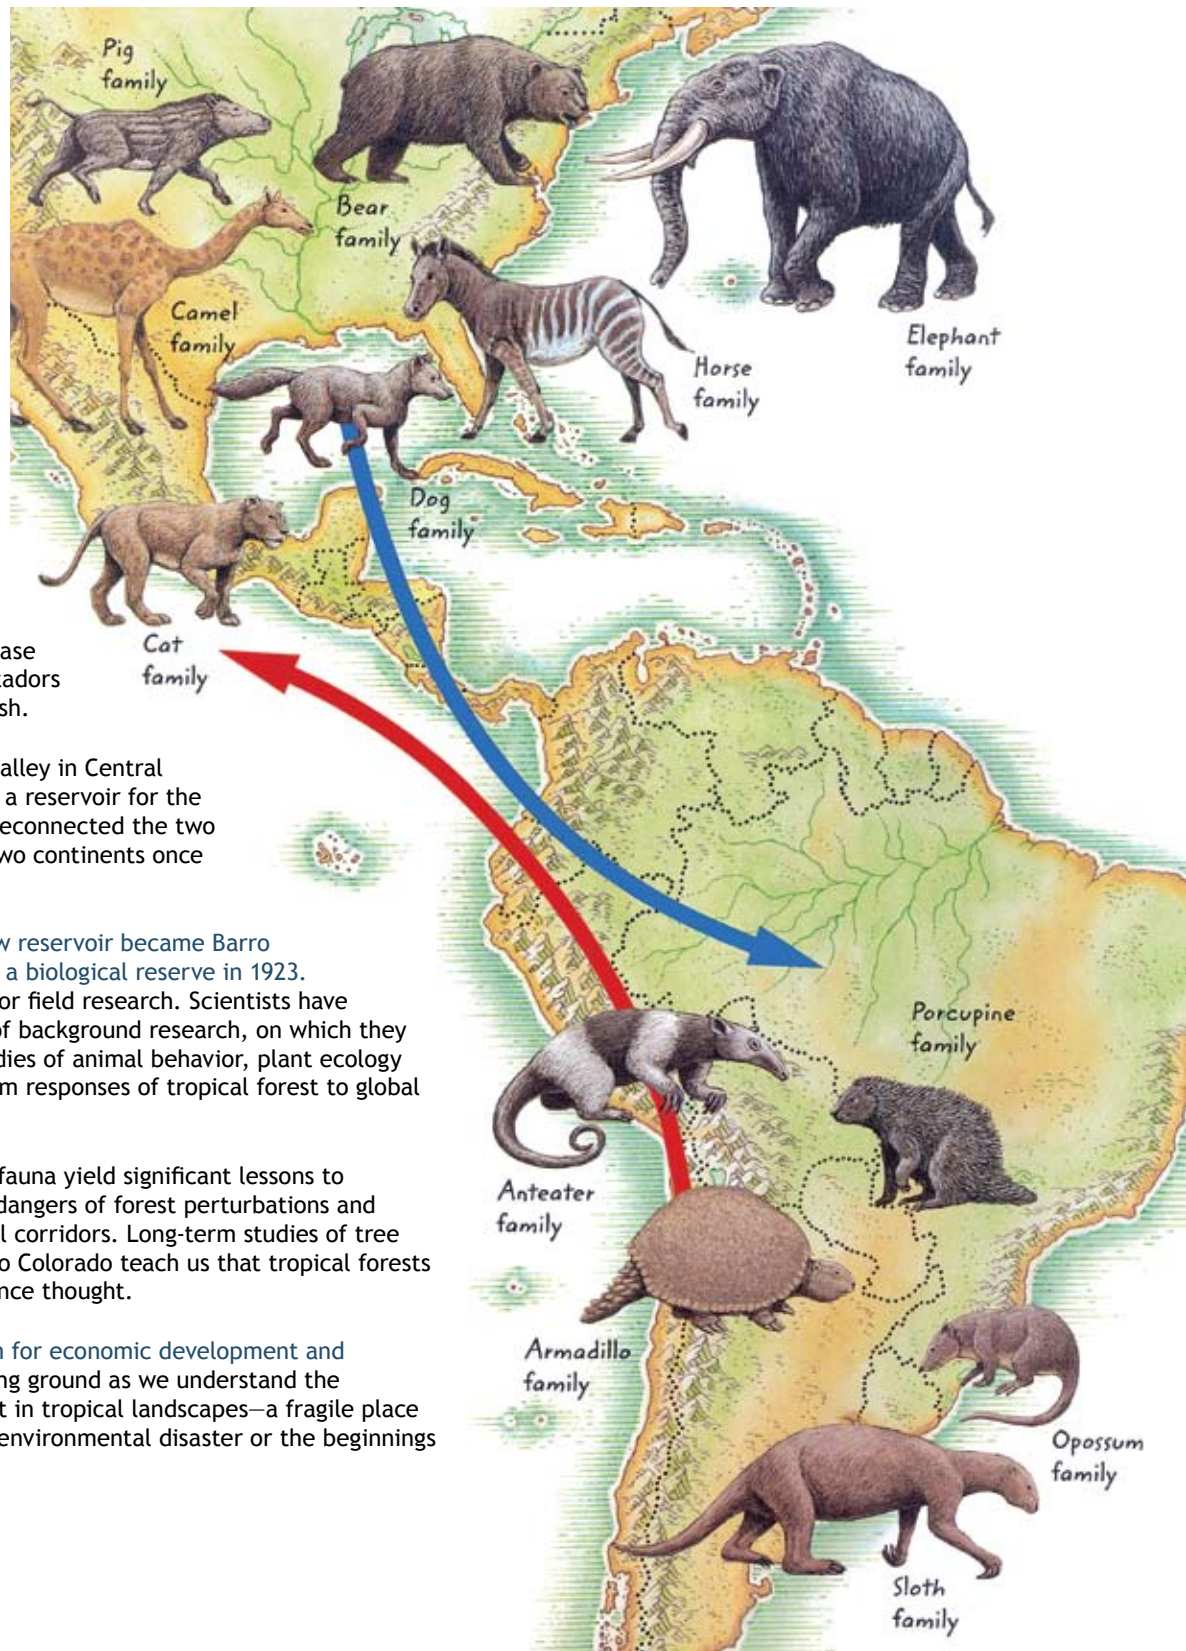 Pig
family
Bear
family
Camel
family
Elephant
family
Horse
family
Dog
family
Cat
family
ase
adors
sh.
alley in Central
a reservoir for the
econnected the two
wo continents once
w reservoir became Barro
a biological reserve in 1923.
or field research. Scientists have
of background research, on which they
dies of animal behavior, plant ecology
m responses of tropical forest to global
Porcupine
family
Anteater
family
fauna yield significant lessons to
dangers of forest perturbations and
l corridors. Long-term studies of tree
o Colorado teach us that tropical forests
nce thought.
Armadillo
family
n for economic development and
ng ground as we understand the
t in tropical landscapes—a fragile place
environmental disaster or the beginnings
Opossum
family
Sloth
family